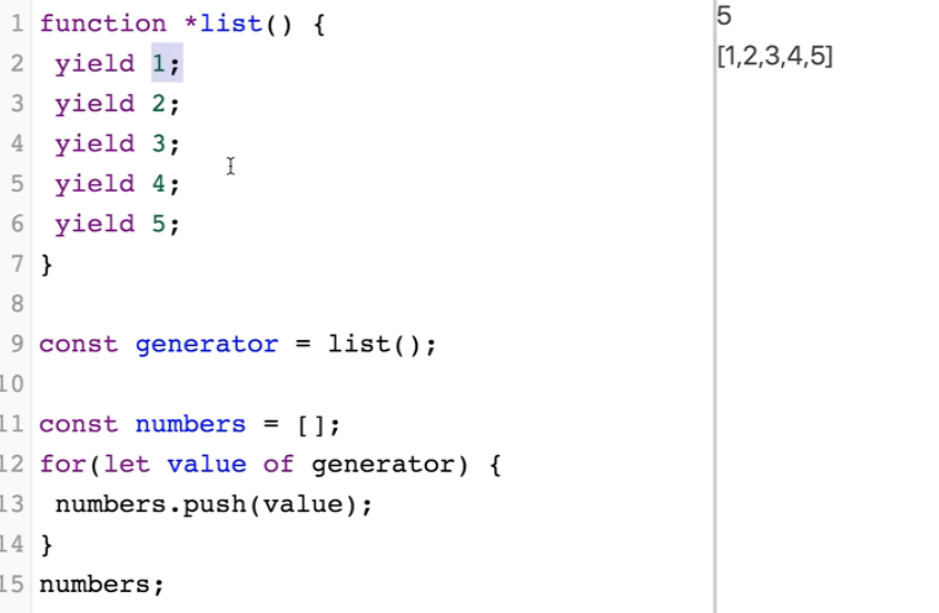 1 function *list() {
2 yield 1;
3 yield 2;
4 yield 3;
5 yield 4;
6 yield 5;
7 }
8
9 const generator = list();
10
11 const numbers = [];
12 for(let value of generator) {
13 numbers.push(value);
14 }
15 numbers;
5
[1,2,3,4,5]